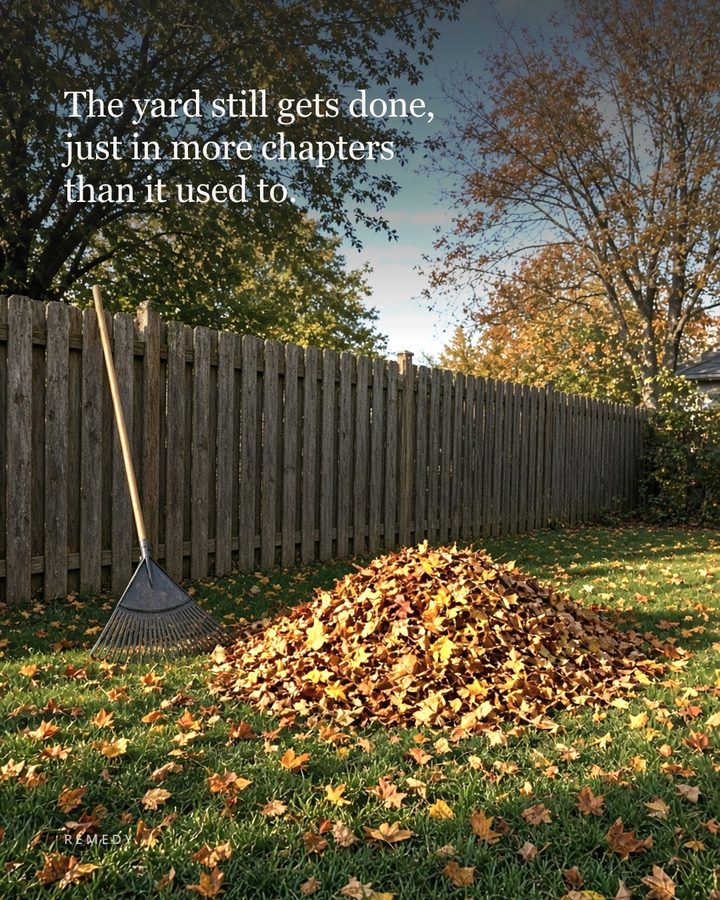 The yard still gets done,
just in more chapters
than it used to.
REMEDY